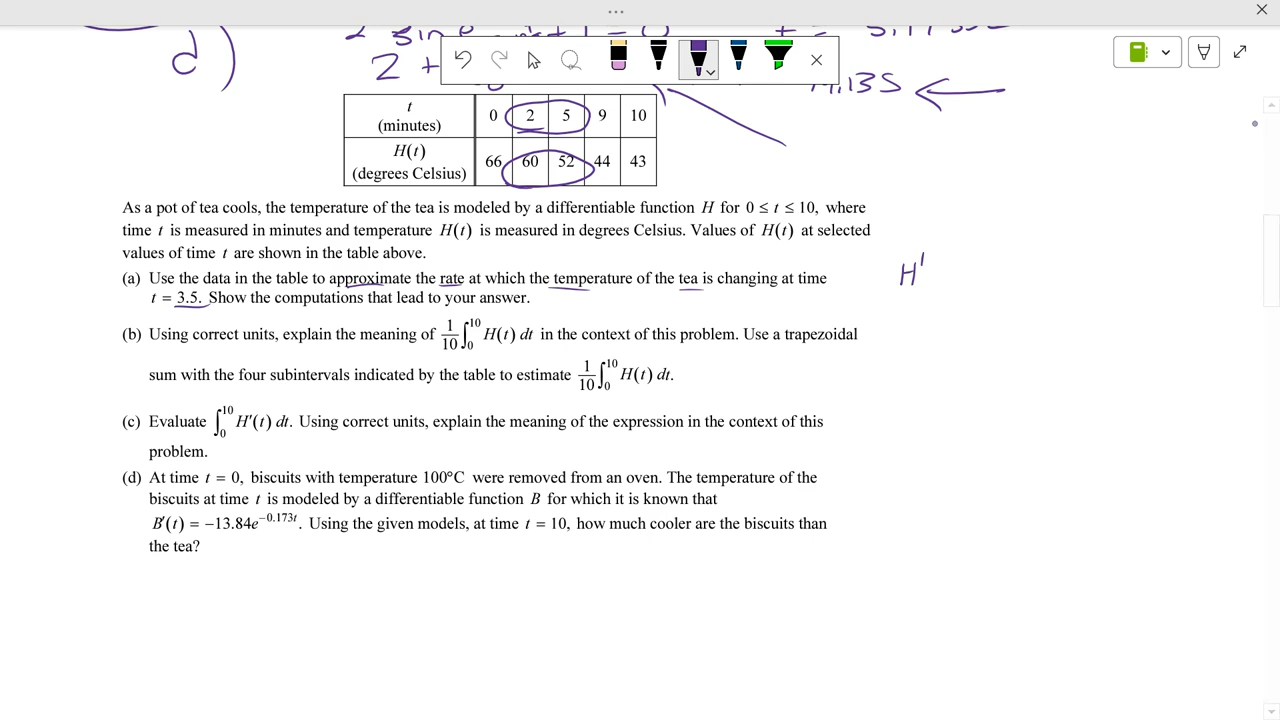 d)
2 +
t
(minutes)
0 2 5 9 10
H(t)
(degrees Celsius)
66 60 52 44 43
As a pot of tea cools, the temperature of the tea is modeled by a differentiable function H for 0 ≤ t ≤ 10, where
time t is measured in minutes and temperature H(t) is measured in degrees Celsius. Values of H(t) at selected
values of time t are shown in the table above.
(a) Use the data in the table to approximate the rate at which the temperature of the tea is changing at time
t = 3.5. Show the computations that lead to your answer.
H'
(b) Using correct units, explain the meaning of 1/10 ∫₀¹⁰ H(t) dt in the context of this problem. Use a trapezoidal
sum with the four subintervals indicated by the table to estimate 1/10 ∫₀¹⁰ H(t) dt.
(c) Evaluate ∫₀¹⁰ H′(t) dt. Using correct units, explain the meaning of the expression in the context of this
problem.
(d) At time t = 0, biscuits with temperature 100°C were removed from an oven. The temperature of the
biscuits at time t is modeled by a differentiable function B for which it is known that
B′(t) = −13.84e^−0.173t. Using the given models, at time t = 10, how much cooler are the biscuits than
the tea?